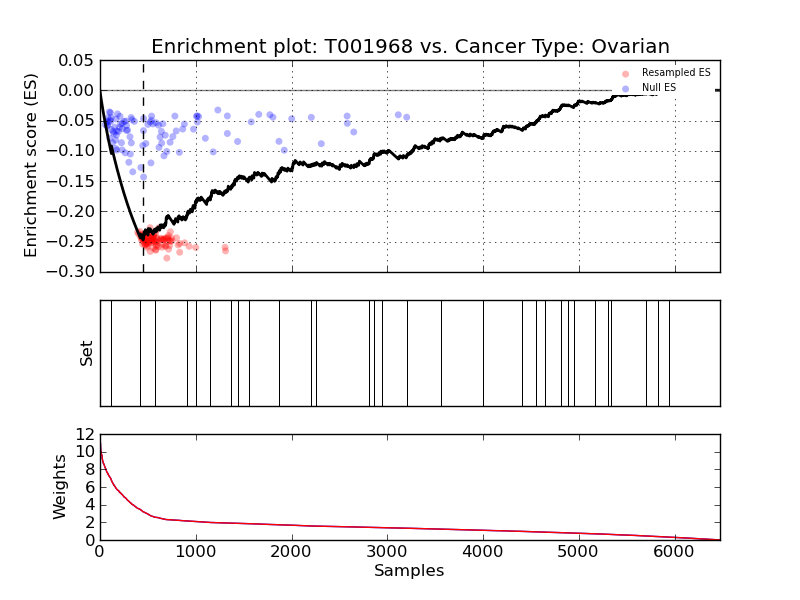 Enrichment plot: T001968 vs. Cancer Type: Ovarian
Enrichment score (ES)
0.05
0.00
−0.05
−0.10
−0.15
−0.20
−0.25
−0.30
Resampled ES
Null ES
Set
Weights
12
10
8
6
4
2
0
0 1000 2000 3000 4000 5000 6000
Samples